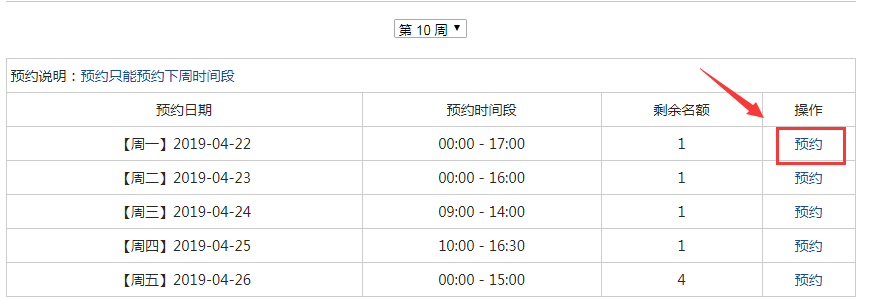 第 10 周
预约说明：预约只能预约下周时间段
预约日期 预约时间段 剩余名额 操作
【周一】2019-04-22 00:00 - 17:00 1 预约
【周二】2019-04-23 00:00 - 16:00 1 预约
【周三】2019-04-24 09:00 - 14:00 1 预约
【周四】2019-04-25 10:00 - 16:30 1 预约
【周五】2019-04-26 00:00 - 15:00 4 预约